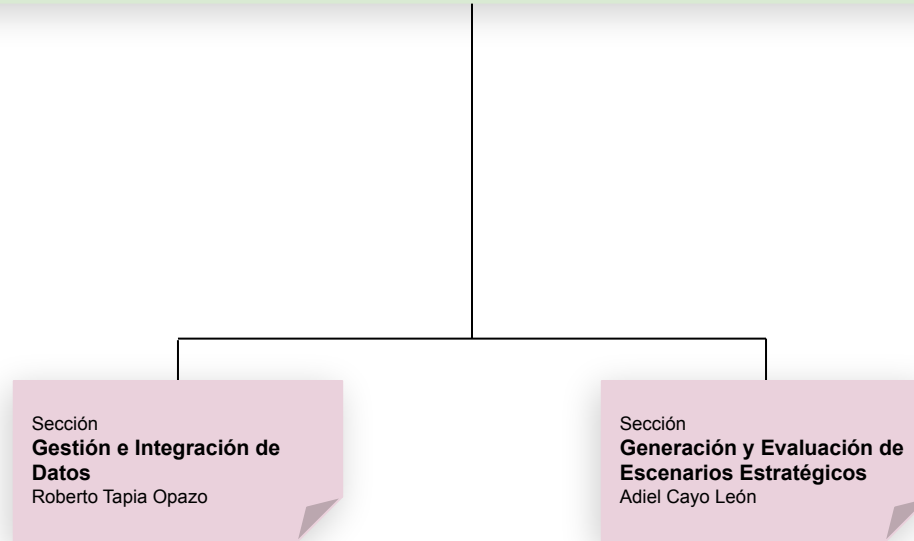 Sección
Gestión e Integración de
Datos
Roberto Tapia Opazo
Sección
Generación y Evaluación de
Escenarios Estratégicos
Adiel Cayo León